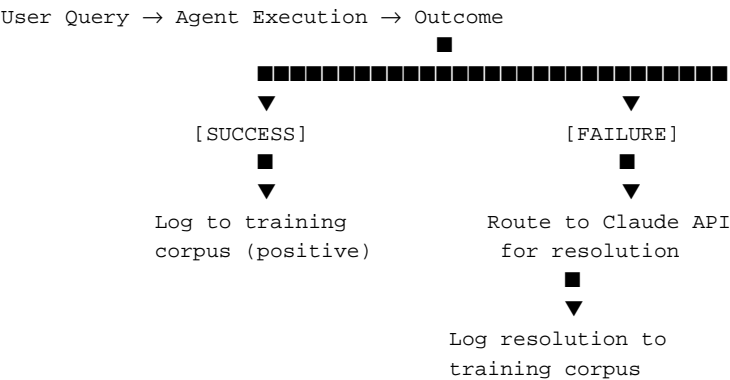 User Query → Agent Execution → Outcome
■
■■■■■■■■■■■■■■■■■■■■■■■■■■■■■
▼ ▼
[SUCCESS] [FAILURE]
■ ■
▼ ▼
Log to training Route to Claude API
corpus (positive) for resolution
■
▼
Log resolution to
training corpus